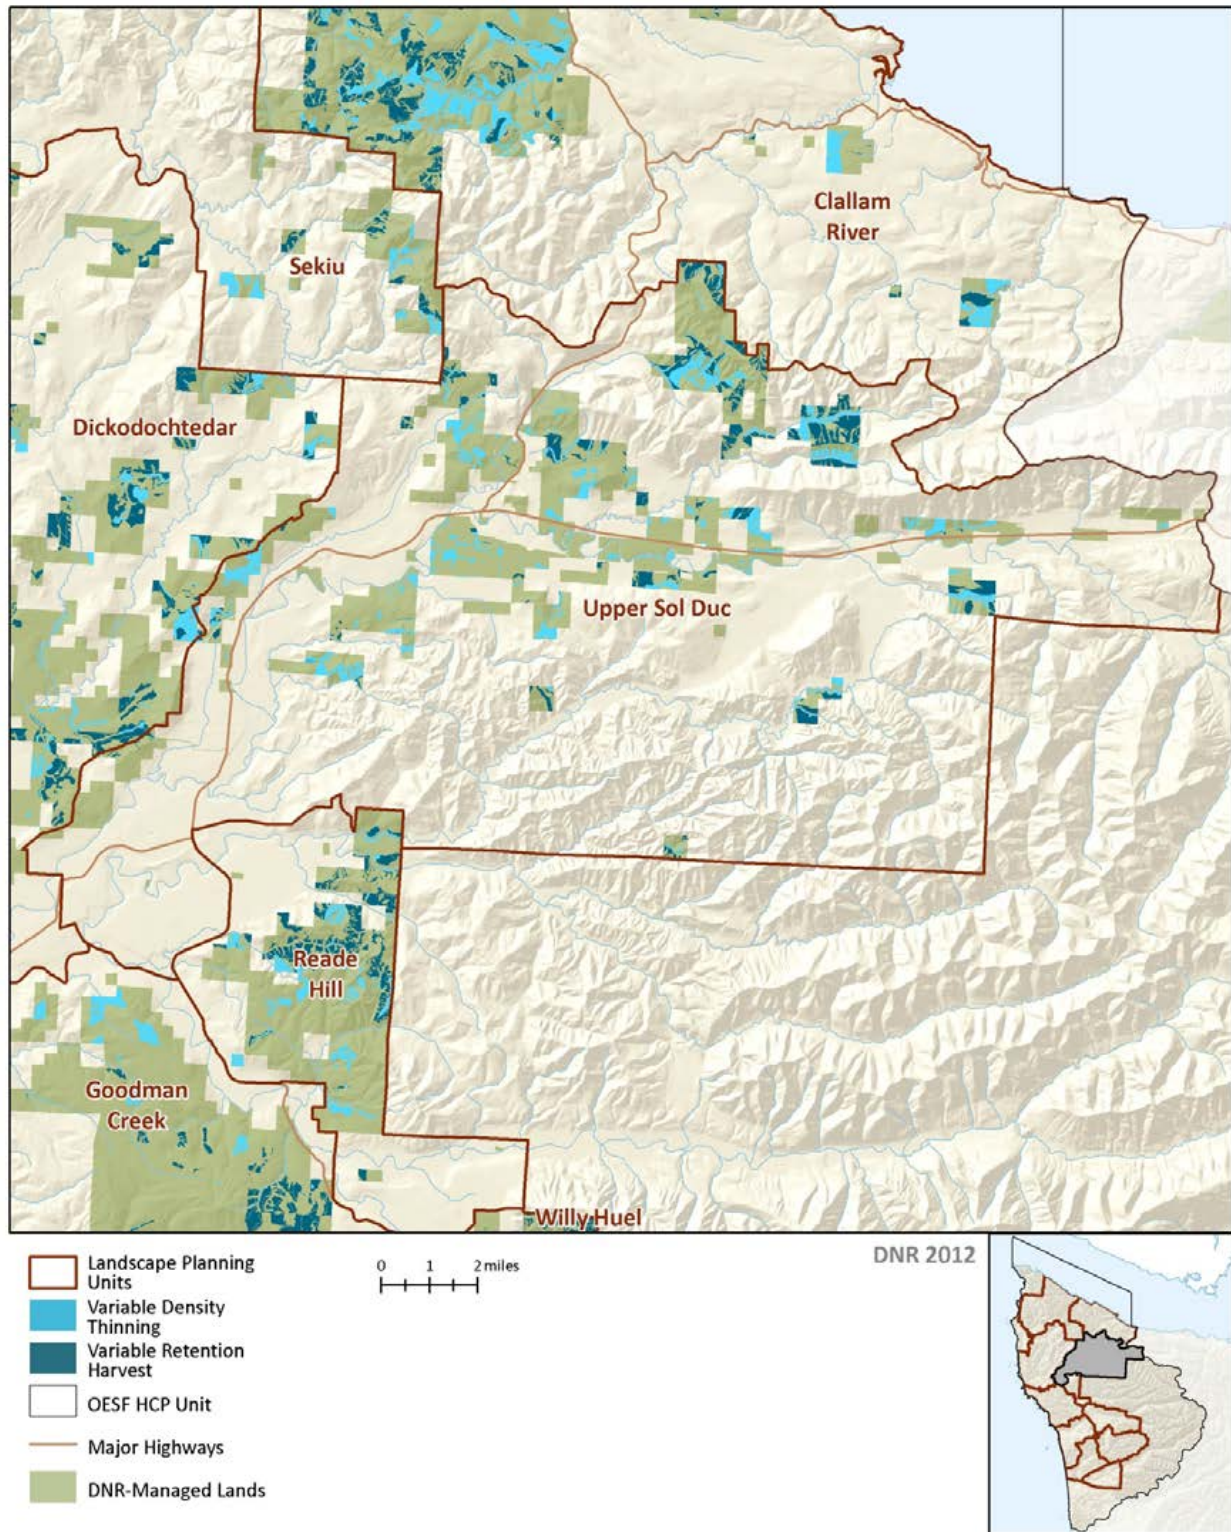 Clallam
River
Sekiu
Dickodochtedar
Upper Sol Duc
Reade
Hill
Goodman
Creek
Willy Huel
DNR 2012
Landscape Planning
Units
Variable Density
Thinning
Variable Retention
Harvest
OESF HCP Unit
Major Highways
DNR-Managed Lands
0 1 2 miles